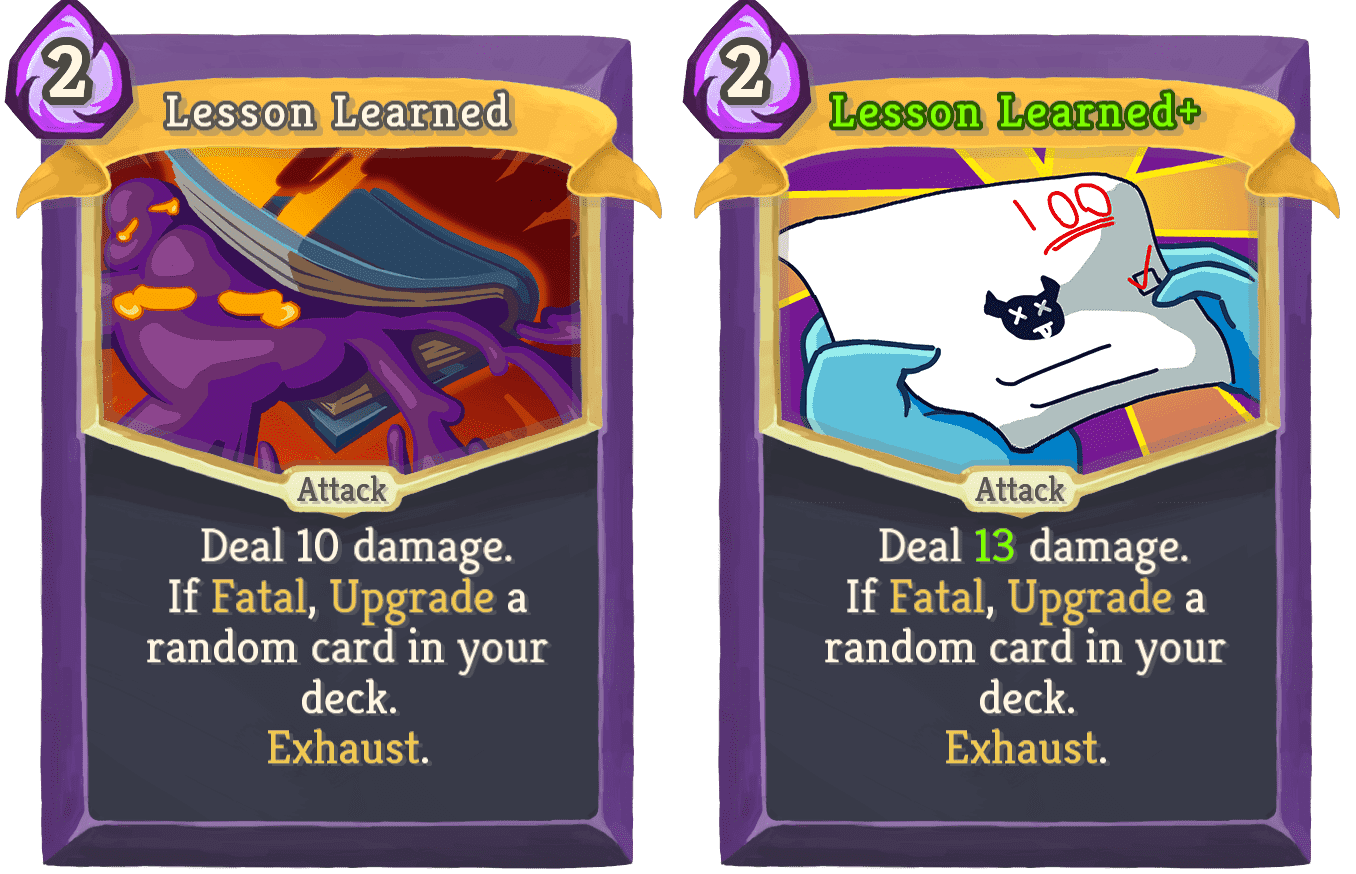 2
Lesson Learned
Attack
Deal 10 damage.
If Fatal, Upgrade a
random card in your
deck.
Exhaust.
2
Lesson Learned+
100
Attack
Deal 13 damage.
If Fatal, Upgrade a
random card in your
deck.
Exhaust.